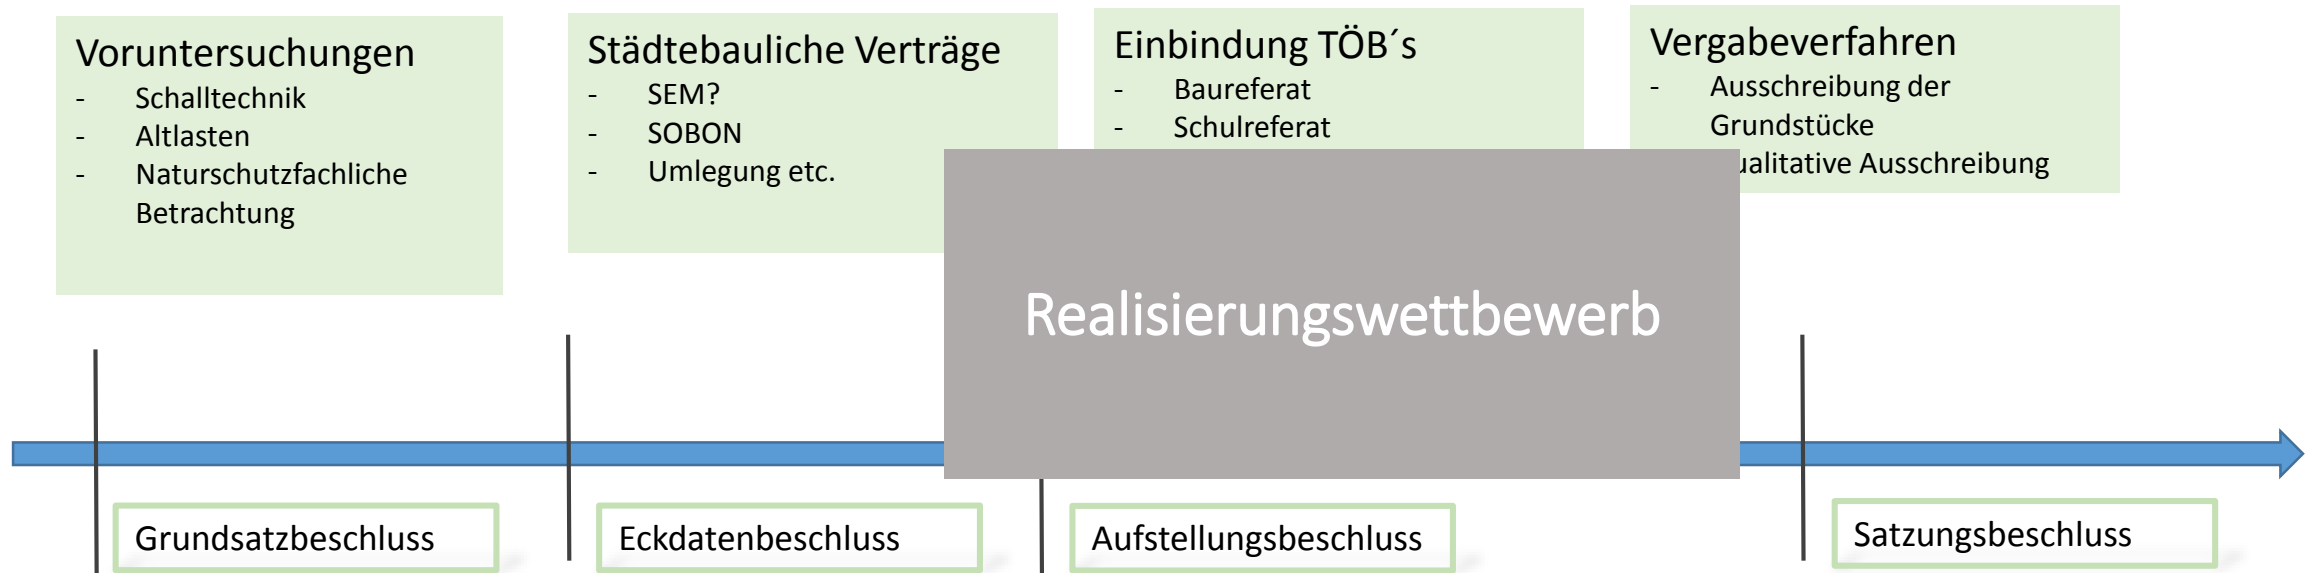 Voruntersuchungen
- Schalltechnik
- Altlasten
- Naturschutzfachliche
Betrachtung
Städtebauliche Verträge
- SEM?
- SOBON
- Umlegung etc.
Einbindung TÖB´s
- Baureferat
- Schulreferat
Vergabeverfahren
- Ausschreibung der
Grundstücke
ualitative Ausschreibung
Realisierungswettbewerb
Grundsatzbeschluss
Eckdatenbeschluss
Aufstellungsbeschluss
Satzungsbeschluss